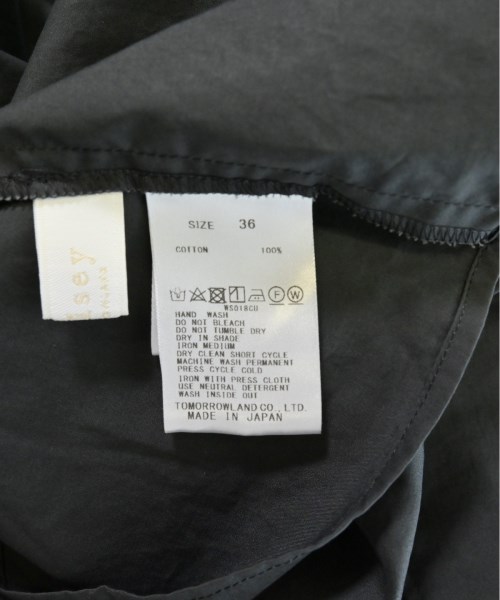 SIZE 36
COTTON 100%
F W
HAND WASH
DO NOT BLEACH
DO NOT TUMBLE DRY
DRY IN SHADE
IRON MEDIUM
DRY CLEAN SHORT CYCLE
MACHINE WASH PERMANENT
PRESS CYCLE COLD
IRON WITH PRESS CLOTH
USE NEUTRAL DETERGENT
WASH INSIDE OUT
TOMORROWLAND CO., LTD.
MADE IN JAPAN